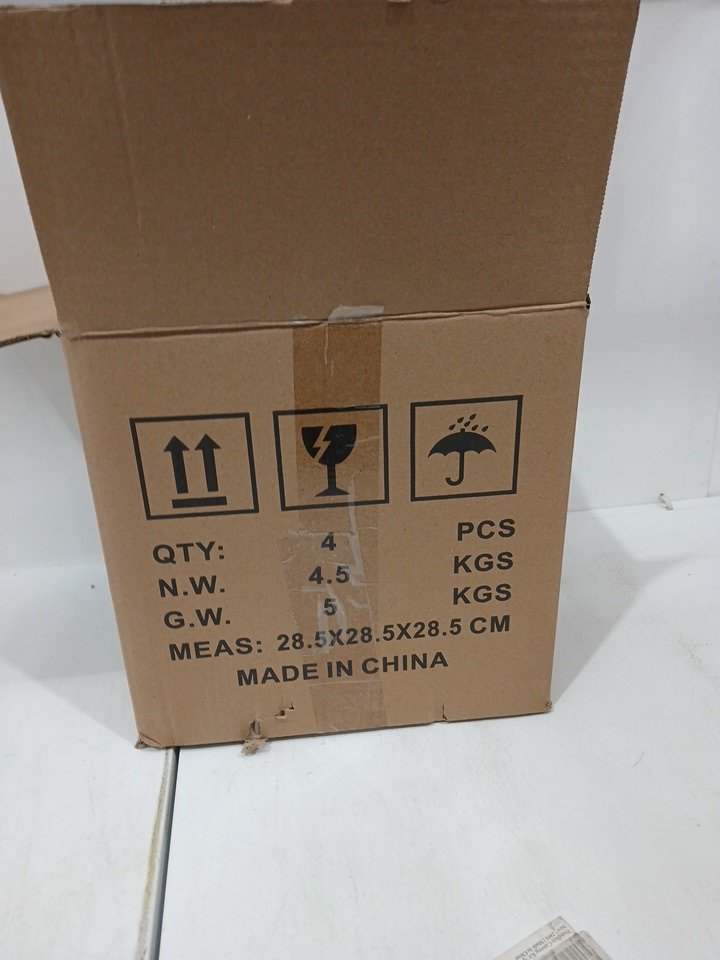 QTY: 4 PCS
N.W. 4.5 KGS
G.W. 5 KGS
MEAS: 28.5X28.5X28.5 CM
MADE IN CHINA